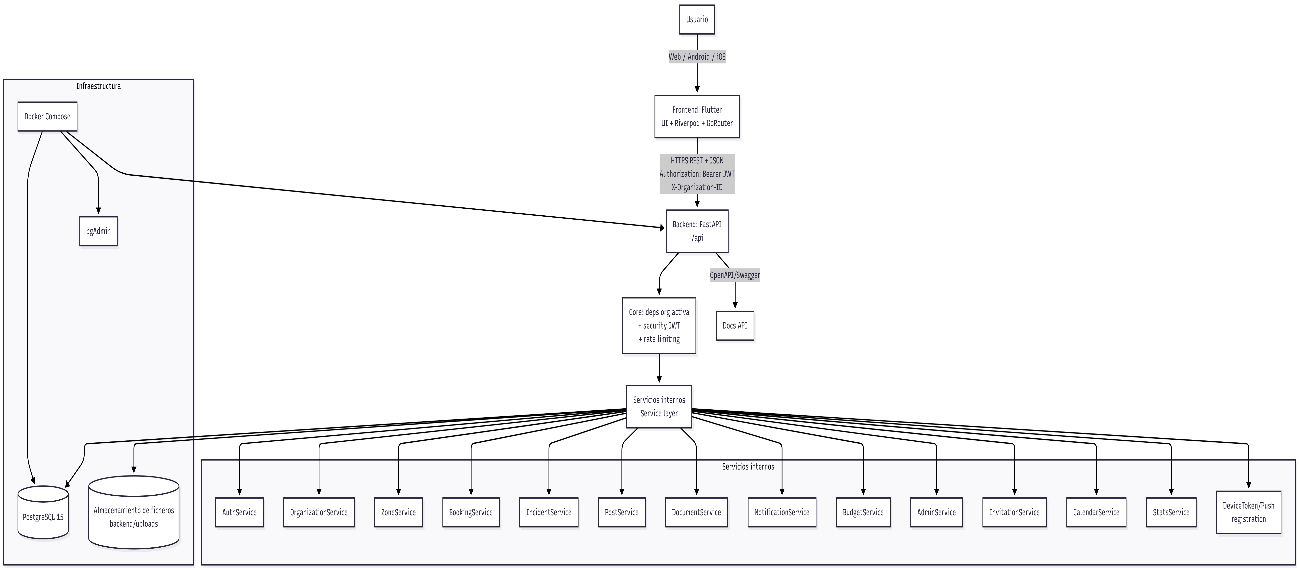 Usuario
Web / Android / iOS
Infraestructura
Docker Compose
Frontend: Flutter
UI + Riverpod + GoRouter
HTTPS REST + JSON
Authorization: Bearer JWT
X-Organization-ID
pgAdmin
Backend: FastAPI
/api
OpenAPI/Swagger
Core: deps org activa
+ security JWT
+ rate limiting
Docs API
Servicios internos
Service layer
Servicios internos
PostgreSQL 15
Almacenamiento de ficheros
backend/uploads
AuthService
OrganizationService
ZoneService
BookingService
IncidentService
PostService
DocumentService
NotificationService
BudgetService
AdminService
InvitationService
CalendarService
StatsService
DeviceToken/Push
registration